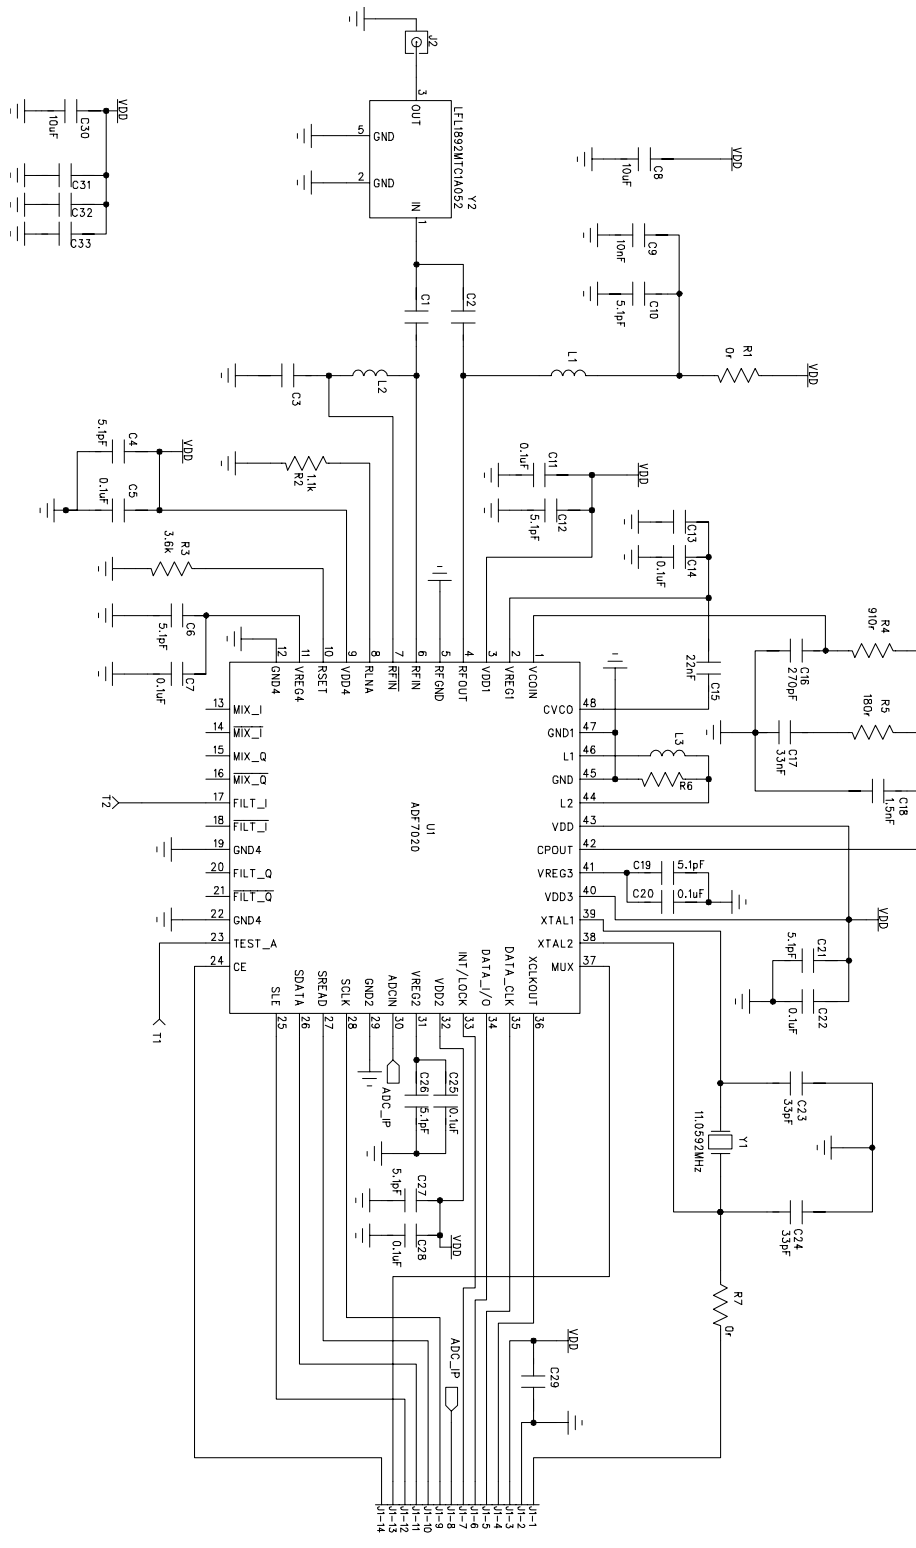 J2
3
OUT
LFL1892MTC1A052
Y2
5 GND
2 GND
IN
1
VDD
C30
10uF
C31
C32
C33
VDD
C8
10uF
C9
10nF
C10
5.1pF
R1
0r
VDD
L1
C1
C2
C3
L2
VDD
C4
5.1pF
C5
0.1uF
R2
1.1k
R3
3.6k
C6
5.1pF
C7
0.1uF
VDD
C11
0.1uF
C12
5.1pF
C13
C14
0.1uF
C15
22nF
R4
910r
C16
270pF
R5
180r
C17
33nF
C18
1.5nF
12 GND4
11 VREG4
10 RSET
9 VDD4
8 RLNA
7 RFIN
6 RFIN
5 RFGND
4 RFOUT
3 VDD1
2 VREG1
1 VCOIN
13 MIX_I
14 MIX_I
15 MIX_Q
16 MIX_Q
17 FILT_I
18 FILT_I
19 GND4
20 FILT_Q
21 FILT_Q
22 GND4
23 TEST_A
24 CE
T2
T1
U1
ADF7020
CVCO 48
GND1 47
L1 46
GND 45
L2 44
VDD 43
CPOUT 42
VREG3 41
VDD3 40
XTAL1 39
XTAL2 38
MUX 37
L3
R6
C19 5.1pF
C20 0.1uF
VDD
C21
5.1pF
C22
0.1uF
SLE 25
SDATA 26
SREAD 27
SCLK 28
GND2 29
ADCIN 30
VREG2 31
VDD2 32
INT/LOCK 33
DATA_I/O 34
DATA_CLK 35
XCLKOUT 36
ADC_IP
C26
5.1pF
C25
0.1uF
C27
5.1pF
C28
0.1uF
VDD
C23
33pF
Y1
11.0592MHz
C24
33pF
R7
0r
VDD
C29
ADC_IP
J1-1
J1-2
J1-3
J1-4
J1-5
J1-6
J1-7
J1-8
J1-9
J1-10
J1-11
J1-12
J1-13
J1-14